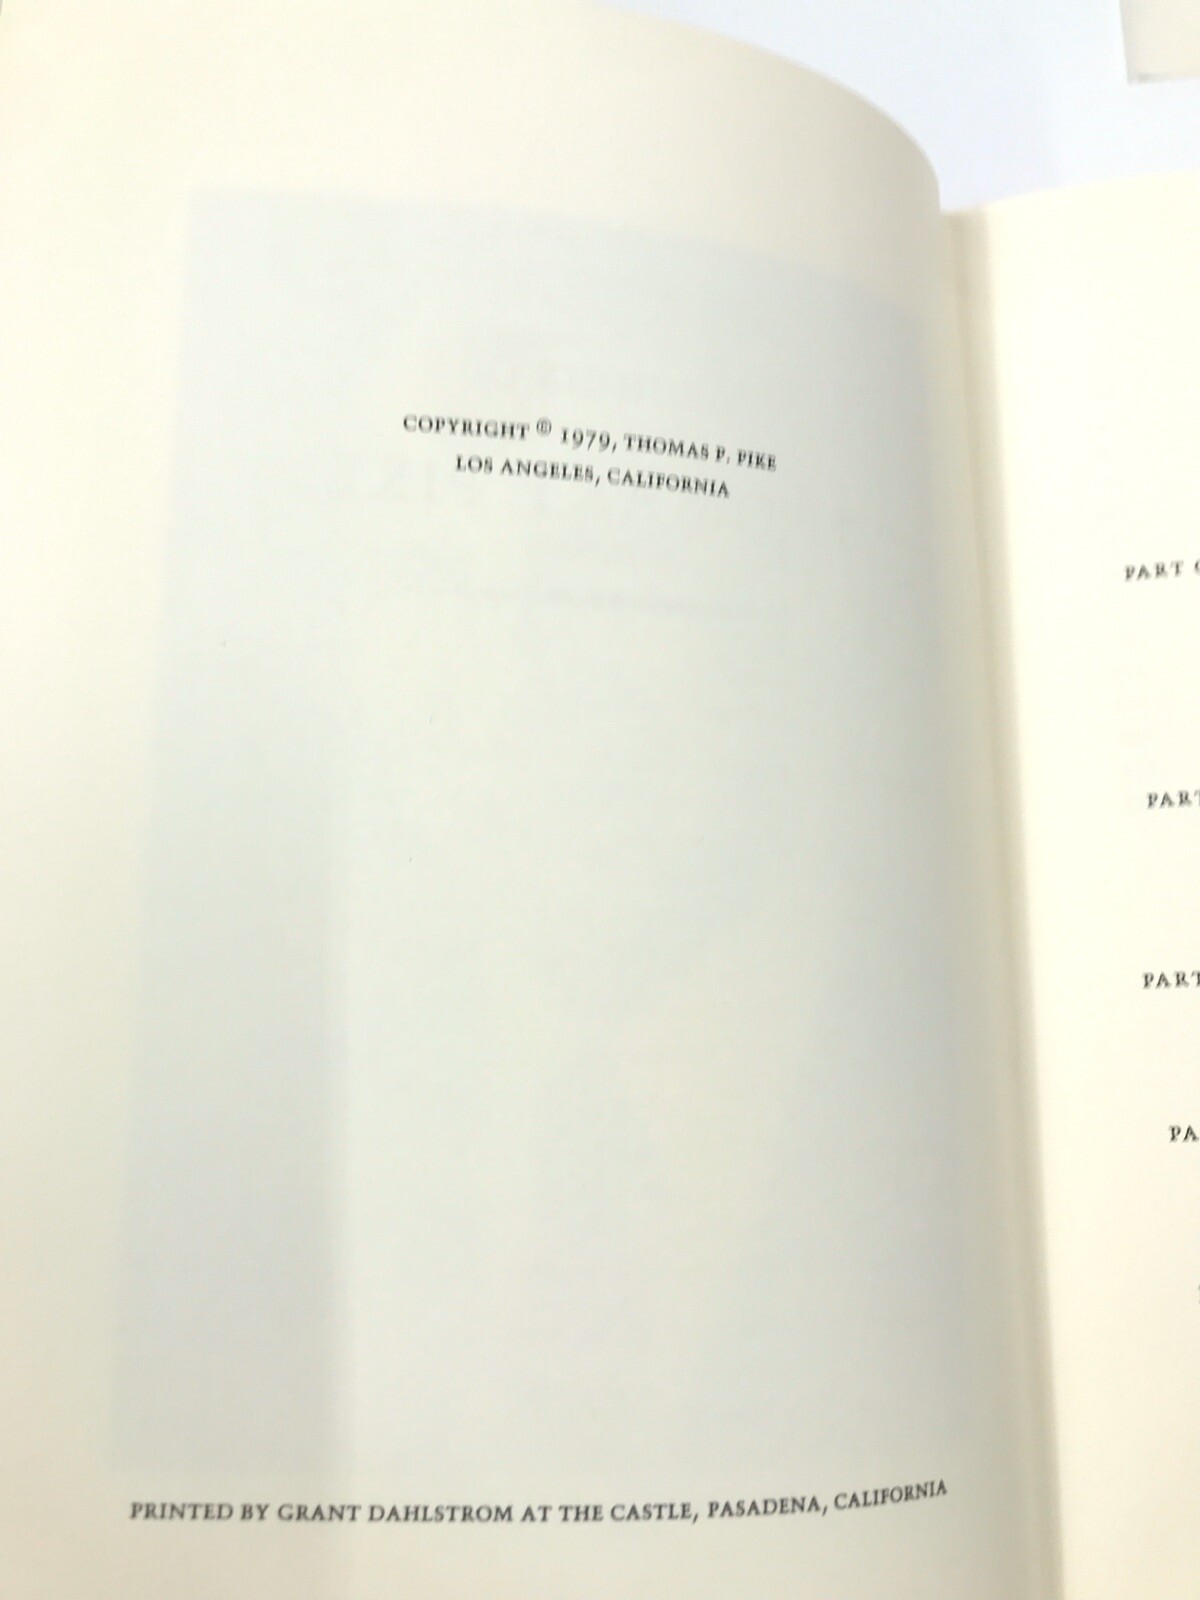 COPYRIGHT © 1979, THOMAS P. PIKE
LOS ANGELES, CALIFORNIA
PRINTED BY GRANT DAHLSTROM AT THE CASTLE, PASADENA, CALIFORNIA
PART
PART
PART
PA